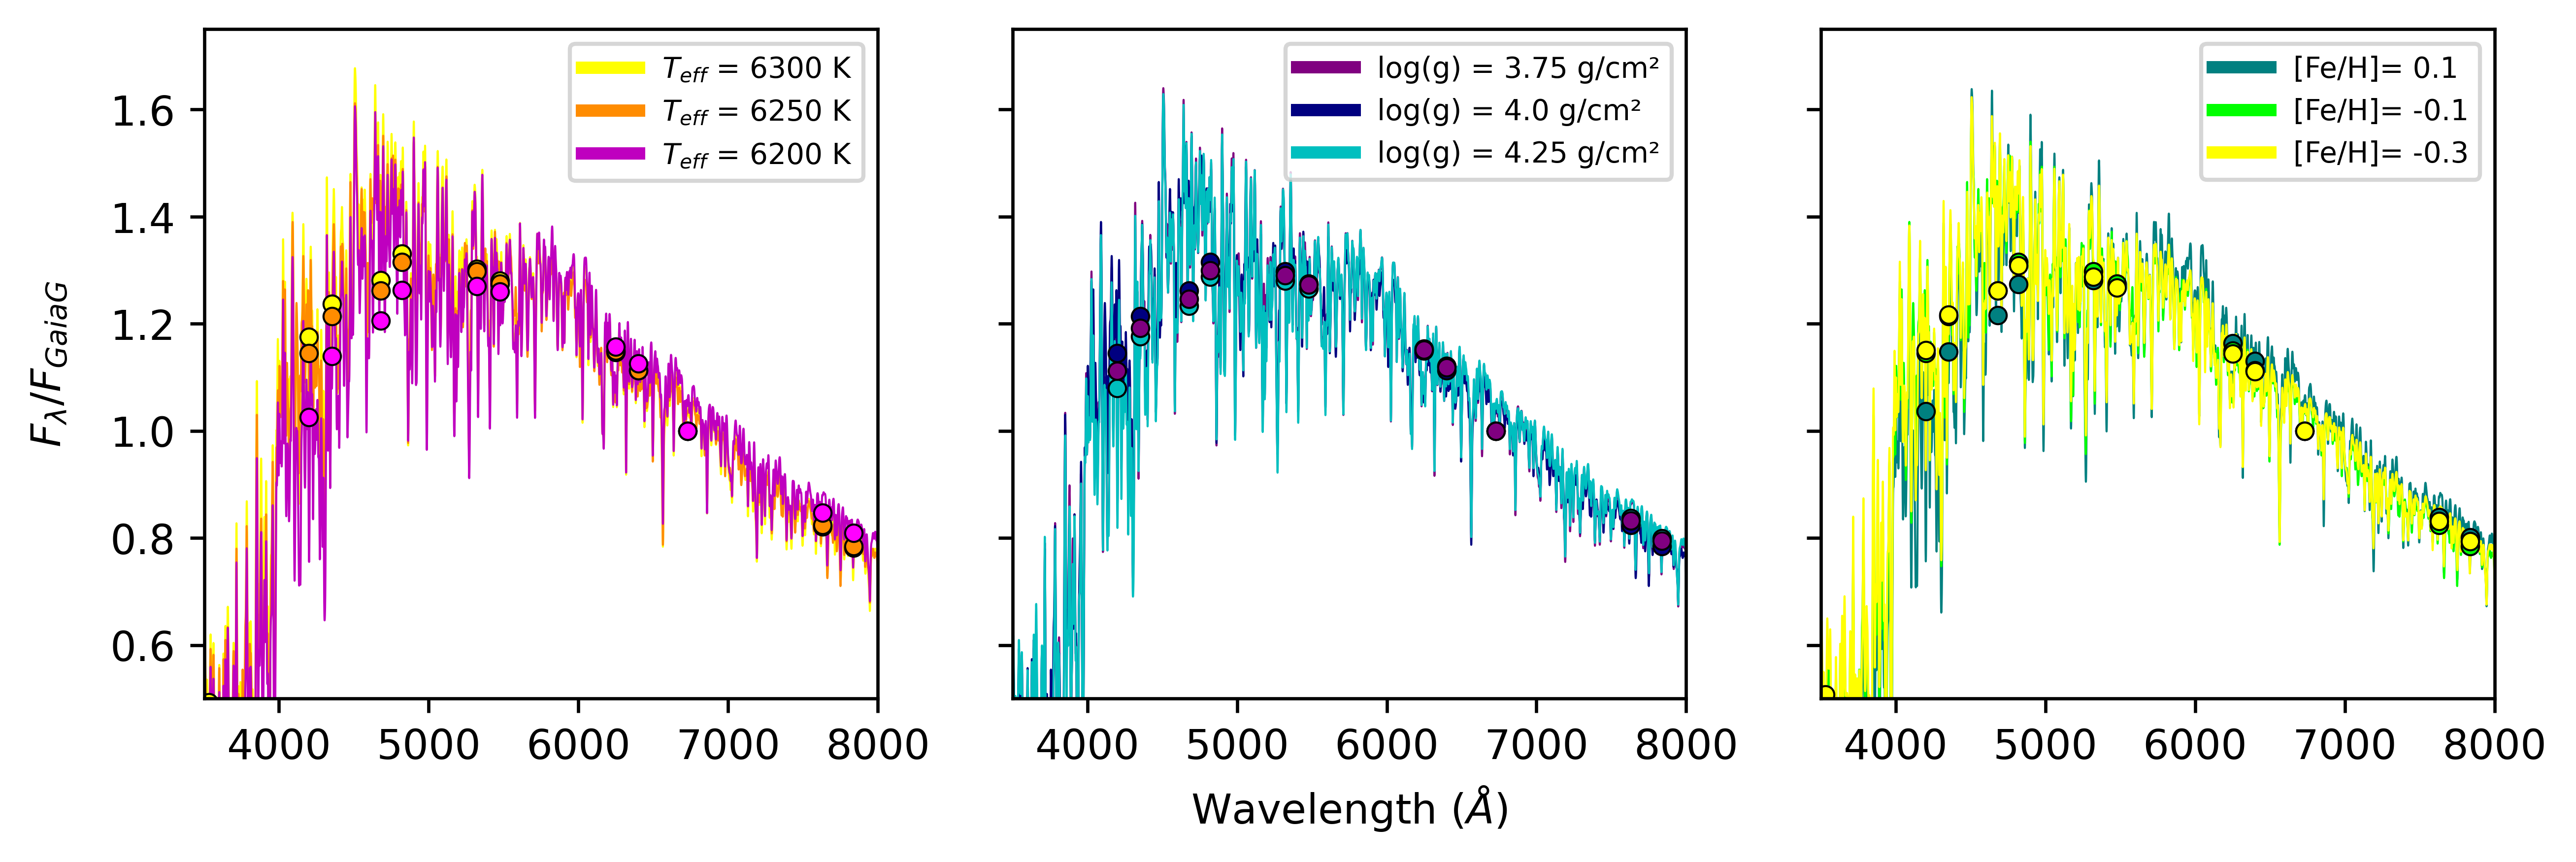 T_eff = 6300 K
T_eff = 6250 K
T_eff = 6200 K
log(g) = 3.75 g/cm²
log(g) = 4.0 g/cm²
log(g) = 4.25 g/cm²
[Fe/H]= 0.1
[Fe/H]= -0.1
[Fe/H]= -0.3
F_λ/F_GaiaG
1.6
1.4
1.2
1.0
0.8
0.6
4000 5000 6000 7000 8000
4000 5000 6000 7000 8000
4000 5000 6000 7000 8000
Wavelength (Å)